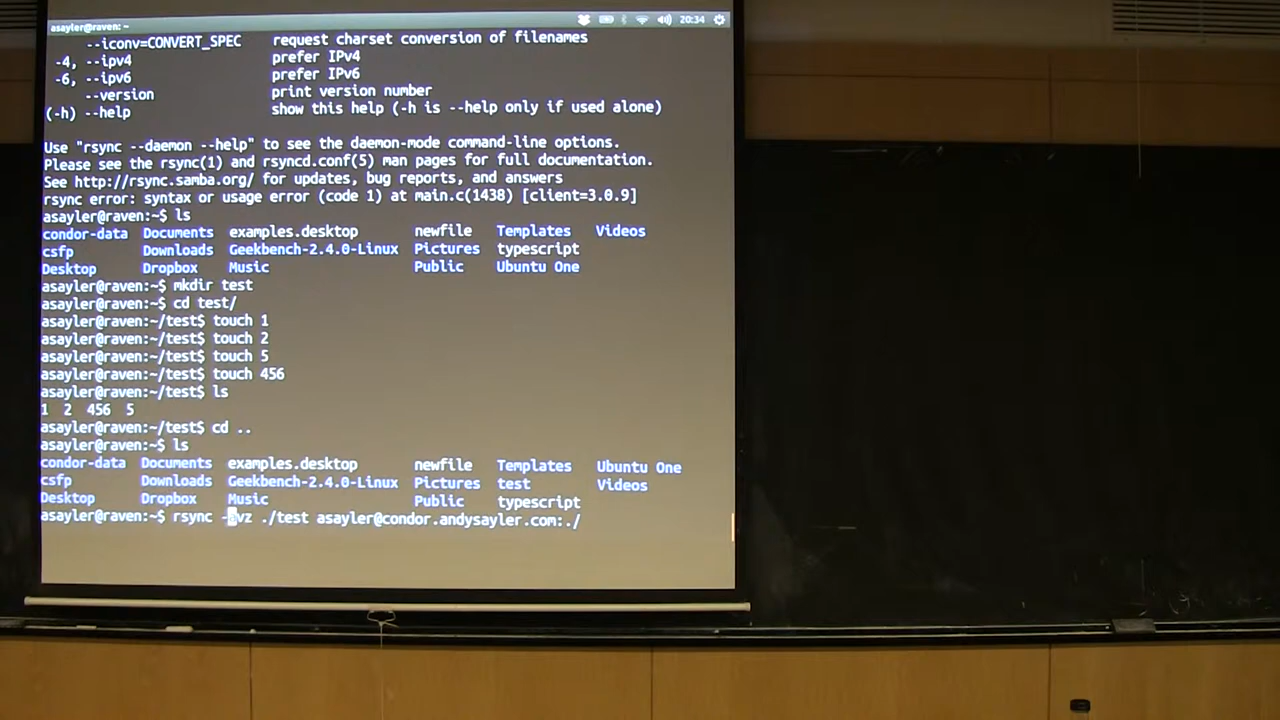 asayler@raven: ~ 20:34
--iconv=CONVERT_SPEC request charset conversion of filenames
-4, --ipv4 prefer IPv4
-6, --ipv6 prefer IPv6
--version print version number
(-h) --help show this help (-h is --help only if used alone)
Use "rsync --daemon --help" to see the daemon-mode command-line options.
Please see the rsync(1) and rsyncd.conf(5) man pages for full documentation.
See http://rsync.samba.org/ for updates, bug reports, and answers
rsync error: syntax or usage error (code 1) at main.c(1438) [client=3.0.9]
asayler@raven:~$ ls
condor-data Documents examples.desktop newfile Templates Videos
csfp Downloads Geekbench-2.4.0-Linux Pictures typescript
Desktop Dropbox Music Public Ubuntu One
asayler@raven:~$ mkdir test
asayler@raven:~$ cd test/
asayler@raven:~/test$ touch 1
asayler@raven:~/test$ touch 2
asayler@raven:~/test$ touch 5
asayler@raven:~/test$ touch 456
asayler@raven:~/test$ ls
1 2 456 5
asayler@raven:~/test$ cd ..
asayler@raven:~$ ls
condor-data Documents examples.desktop newfile Templates Ubuntu One
csfp Downloads Geekbench-2.4.0-Linux Pictures test Videos
Desktop Dropbox Music Public typescript
asayler@raven:~$ rsync -avz ./test asayler@condor.andysayler.com:./